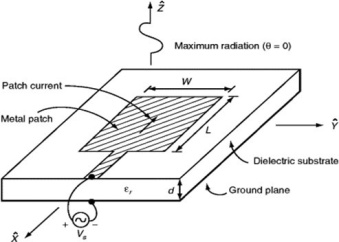 Ẑ
Maximum radiation (θ = 0)
Patch current
W
Metal patch
L
Ŷ
Dielectric substrate
εr
d
Ground plane
+
−
Vs
X̂